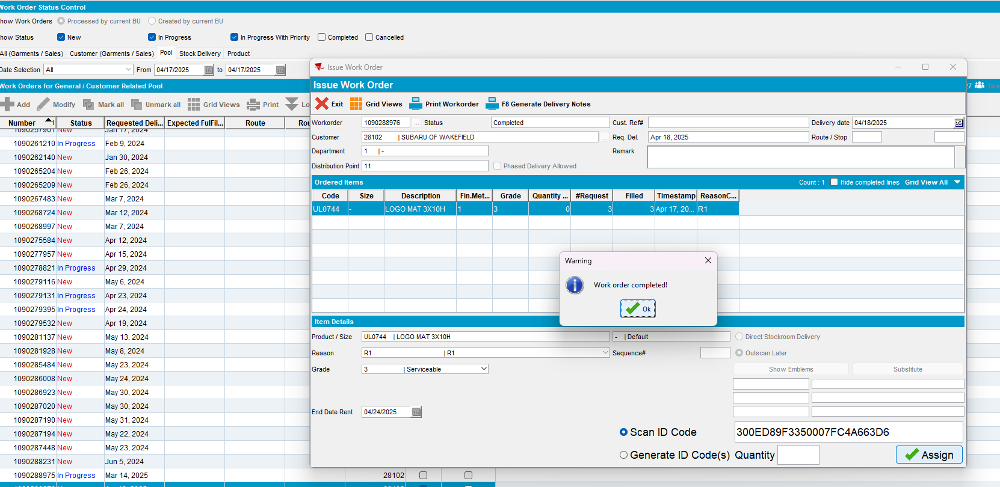 Work Order Status Control
how Work Orders Processed by current BU Created by current BU
how Status New In Progress In Progress With Priority Completed Cancelled
All (Garments / Sales) Customer (Garments / Sales) Pool Stock Delivery Product
Date Selection All From 04/17/2025 16 to 04/17/2025 16
Work Orders for General / Customer Related Pool
Add Modify Mark all Unmark all Grid Views Print Lo
Number 1 Status Requested Deli... Expected FulFil... Route Rou
1090257901 New Jan 17, 2024
1090261210 In Progress Feb 9, 2024
1090262140 New Jan 30, 2024
1090265204 New Feb 26, 2024
1090265209 New Feb 26, 2024
1090267483 New Mar 7, 2024
1090268724 New Mar 12, 2024
1090268997 New Mar 7, 2024
1090275584 New Apr 12, 2024
1090277957 New Apr 15, 2024
1090278821 In Progress Apr 29, 2024
1090279116 New May 6, 2024
1090279131 In Progress Apr 23, 2024
1090279395 In Progress Apr 24, 2024
1090279532 New Apr 19, 2024
1090281137 New May 13, 2024
1090281928 New May 8, 2024
1090285484 New May 23, 2024
1090286008 New May 24, 2024
1090286923 New May 30, 2024
1090287020 New May 30, 2024
1090287190 New May 31, 2024
1090287194 New May 22, 2024
1090287448 New May 23, 2024
1090288231 New Jun 5, 2024
1090288975 In Progress Mar 14, 2025 28102
Issue Work Order
Issue Work Order
Exit Grid Views Print Workorder F8 Generate Delivery Notes
Workorder 1090288976 ... Status Completed Cust. Ref# Delivery date 04/18/2025 16
Customer 28102 | SUBARU OF WAKEFIELD ... Req. Del. Apr 18, 2025 Route / Stop
Department 1 | - Remark
Distribution Point 11 Phased Delivery Allowed
Ordered Items Count : 1 Hide completed lines Grid View All
Code Size Description Fin.Met... Grade Quantity ... #Request Filled Timestamp ReasonC...
UL0744 - LOGO MAT 3X10H 1 3 0 3 3 Apr 17, 20... R1
Warning
Work order completed!
Ok
Item Details
Product / Size UL0744 | LOGO MAT 3X10H - | Default Direct Stockroom Delivery
Reason R1 | R1 Sequence# Outscan Later
Grade 3 | Serviceable Show Emblems Substitute
End Date Rent 04/24/2025 16
Scan ID Code 300ED89F3350007FC4A663D6
Generate ID Code(s) Quantity Assign